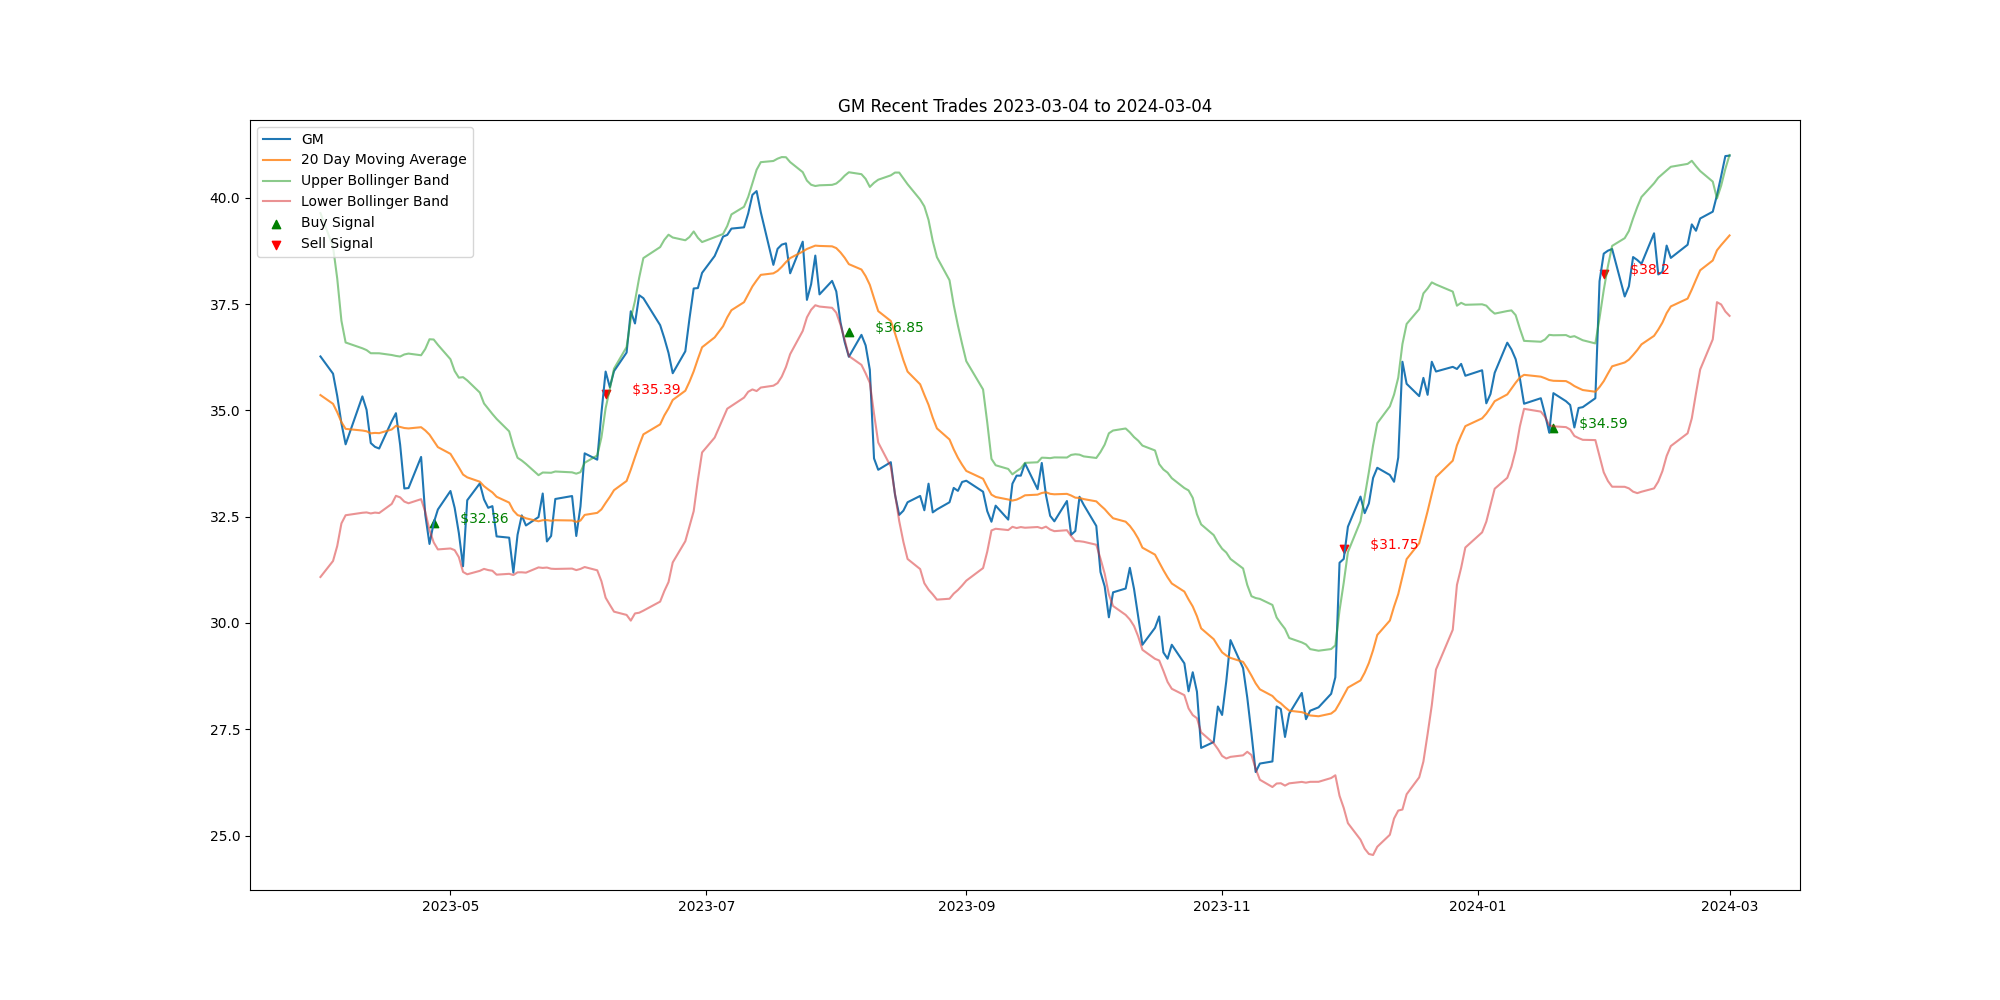 GM Recent Trades 2023-03-04 to 2024-03-04
GM
20 Day Moving Average
Upper Bollinger Band
Lower Bollinger Band
Buy Signal
Sell Signal
40.0
37.5
35.0
32.5
30.0
27.5
25.0
$38.2
$36.85
$35.39
$34.59
$32.36
$31.75
2023-05
2023-07
2023-09
2023-11
2024-01
2024-03